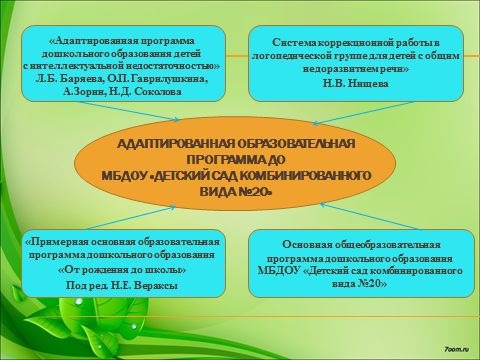 «Адаптированная программа
дошкольного образования детей
с интеллектуальной недостаточностью»
Л.Б. Баряева, О.П. Гаврилушкина,
А.Зорин, Н.Д. Соколова
Система коррекционной работы в
логопедической группе для детей с общим
недоразвитием речи»
Н.В. Нищева
АДАПТИРОВАННАЯ ОБРАЗОВАТЕЛЬНАЯ
ПРОГРАММА ДО
МБДОУ «ДЕТСКИЙ САД КОМБИНИРОВАННОГО
ВИДА №20»
«Примерная основная образовательная
программа дошкольного образования
«От рождения до школы»
Под ред. Н.Е. Вераксы
Основная общеобразовательная
программа дошкольного образования
МБДОУ «Детский сад комбинированного
вида №20»
7oom.ru